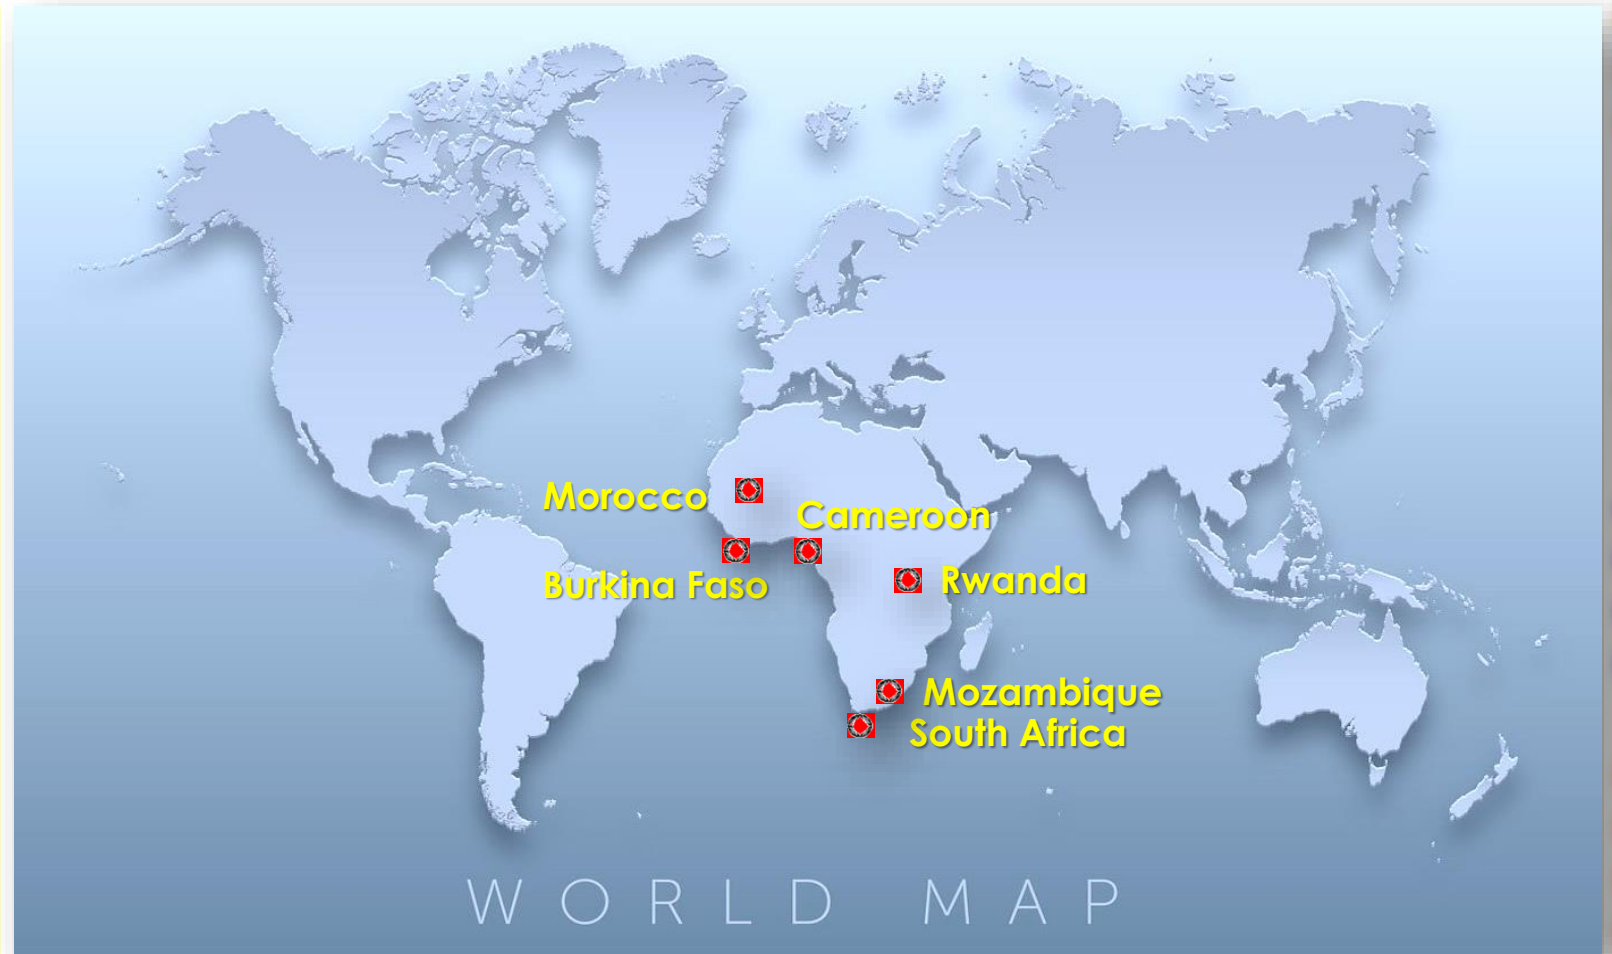 Morocco
Cameroon
Burkina Faso
Rwanda
Mozambique
South Africa
WORLD MAP